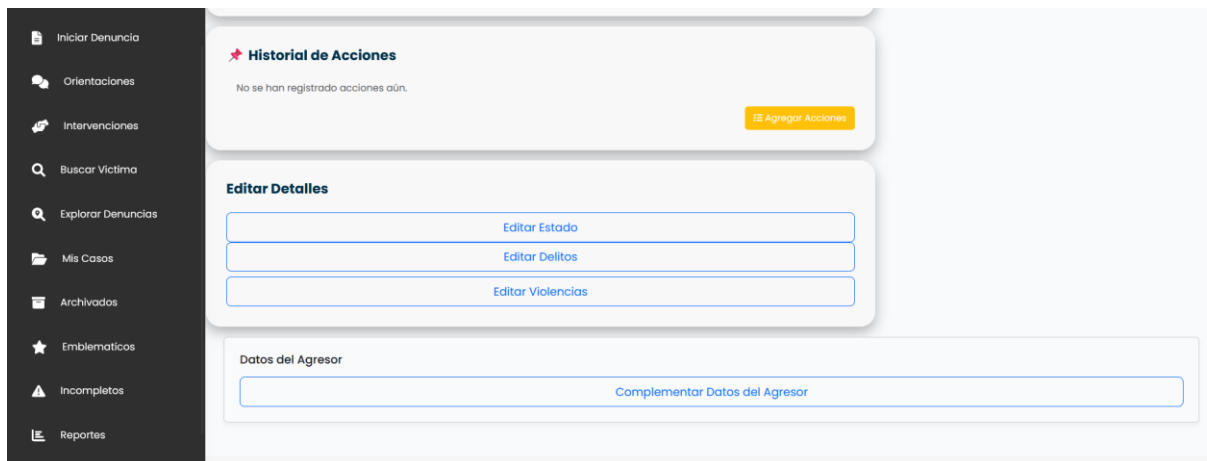 Iniciar Denuncia
Orientaciones
Intervenciones
Buscar Victima
Explorar Denuncias
Mis Casos
Archivados
Emblematicos
Incompletos
Reportes
Historial de Acciones
No se han registrado acciones aún.
Agregar Acciones
Editar Detalles
Editar Estado
Editar Delitos
Editar Violencias
Datos del Agresor
Complementar Datos del Agresor